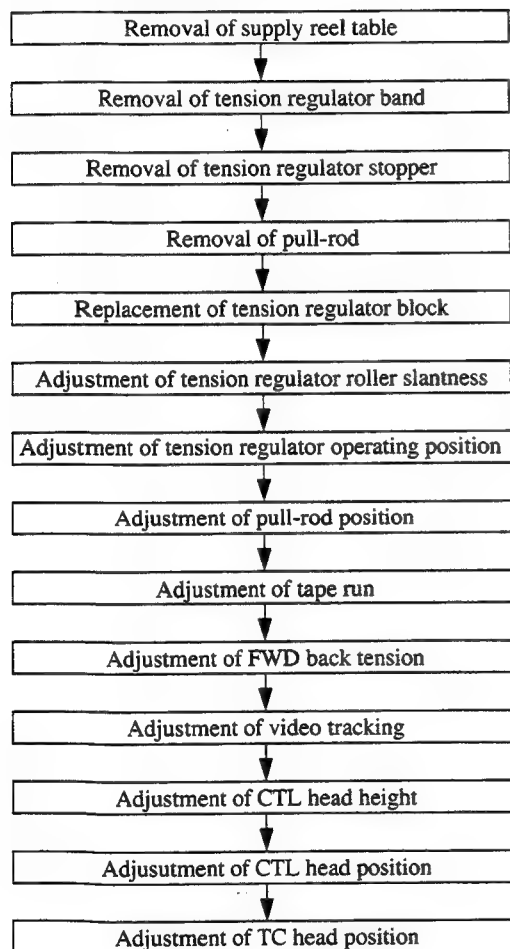 Removal of supply reel table
Removal of tension regulator band
Removal of tension regulator stopper
Removal of pull-rod
Replacement of tension regulator block
Adjustment of tension regulator roller slantness
Adjustment of tension regulator operating position
Adjustment of pull-rod position
Adjustment of tape run
Adjustment of FWD back tension
Adjustment of video tracking
Adjustment of CTL head height
Adjusutment of CTL head position
Adjustment of TC head position